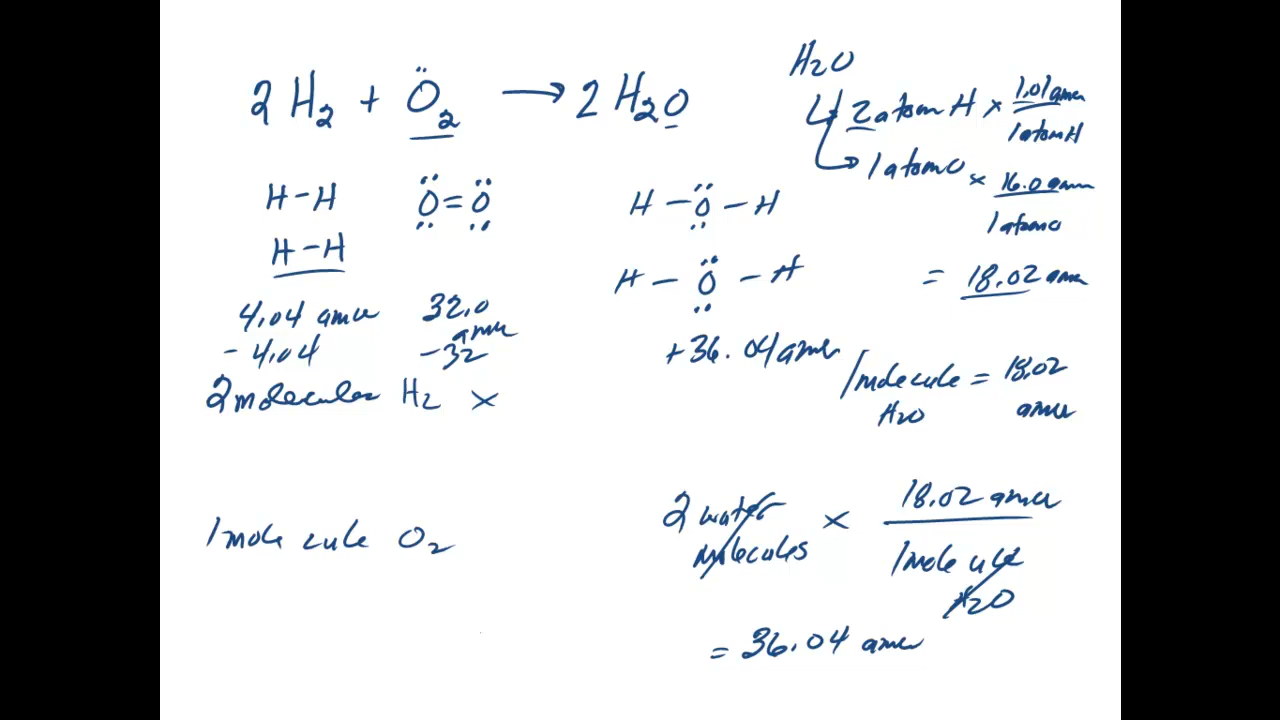 2 H2 + Ö2 → 2 H2O
H2O
2 atom H × 1.01 amu / 1 atom H
1 atom O × 16.0 amu / 1 atom O
= 18.02 amu
H–H Ö=Ö H–Ö–H
H–H H–Ö–H
4.04 amu 32.0 amu
-4.04 -32 +36.04 amu
2 molecules H2 ×
1 molecule H2O = 18.02 amu
1 molecule O2
2 water molecules × 18.02 amu / 1 molecule H2O
= 36.04 amu